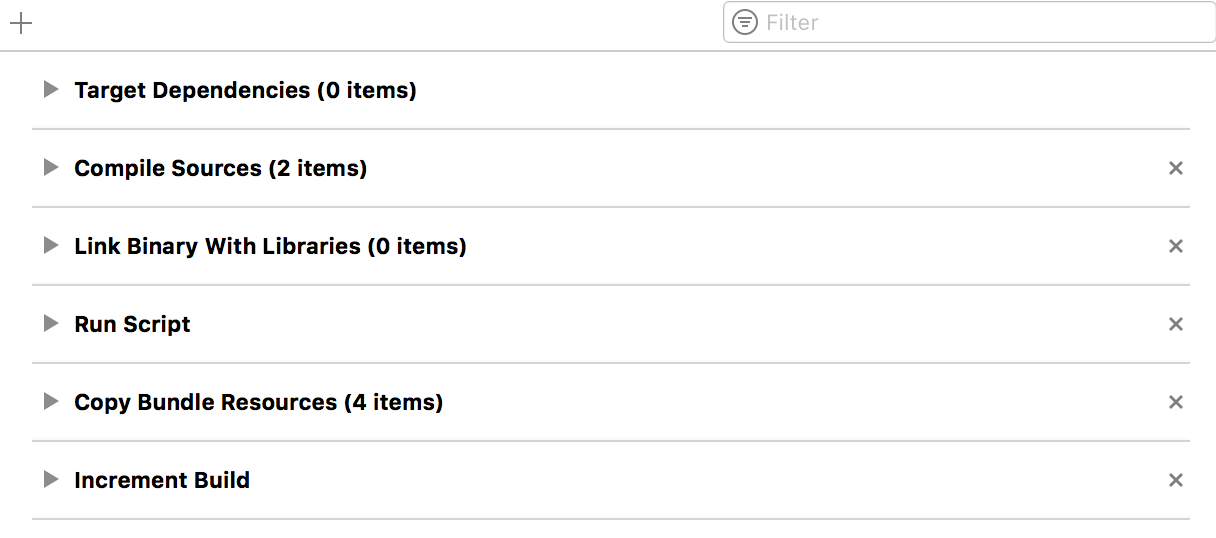 Filter
Target Dependencies (0 items)
Compile Sources (2 items)
Link Binary With Libraries (0 items)
Run Script
Copy Bundle Resources (4 items)
Increment Build